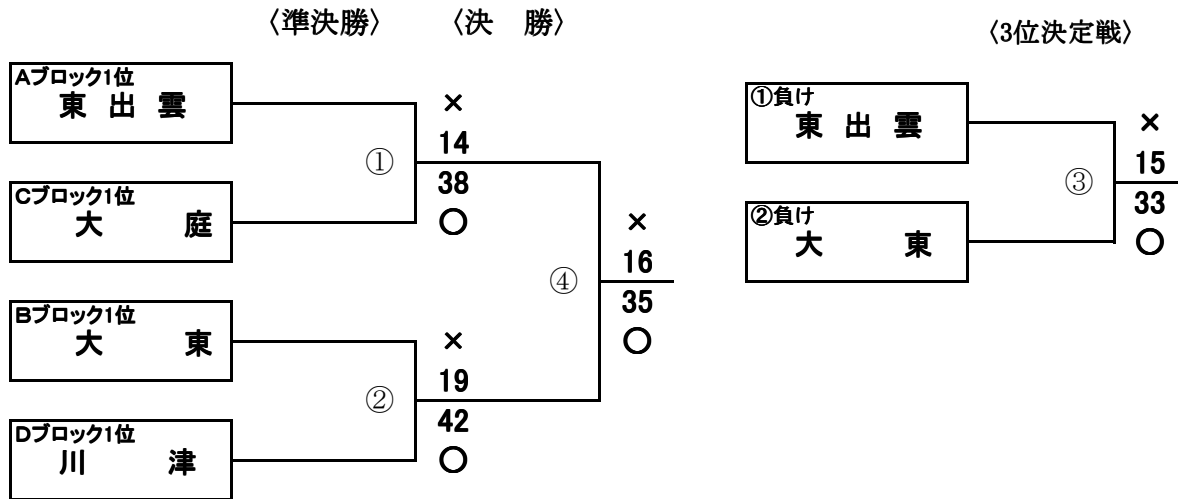 〈準決勝〉
〈決　勝〉
〈3位決定戦〉
Aブロック1位
東 出 雲
Cブロック1位
大　　庭
Bブロック1位
大　　東
Dブロック1位
川　　津
①
×
14
38
○
②
×
19
42
○
④
×
16
35
○
①負け
東 出 雲
②負け
大　　東
③
×
15
33
○